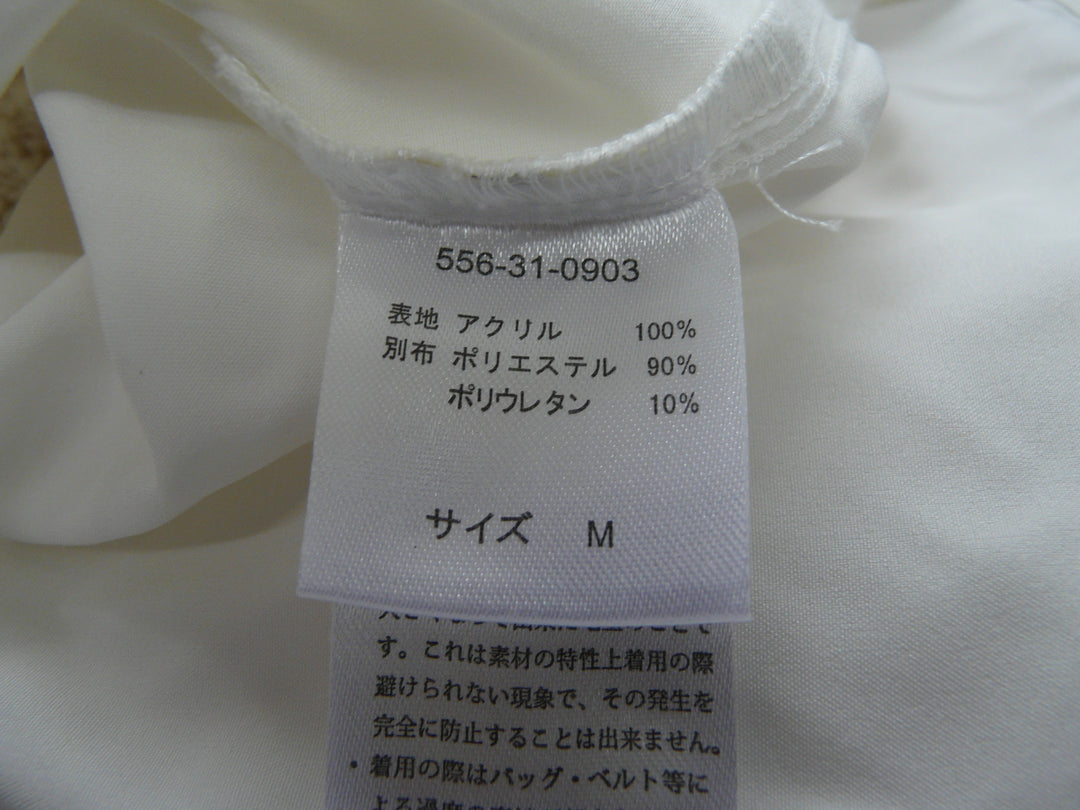 556-31-0903
表地 アクリル 100%
別布 ポリエステル 90%
ポリウレタン 10%
サイズ M
す。これは素材の特性上着用の際
避けられない現象で、その発生を
完全に防止することは出来ません。
・着用の際はバッグ・ベルト等に